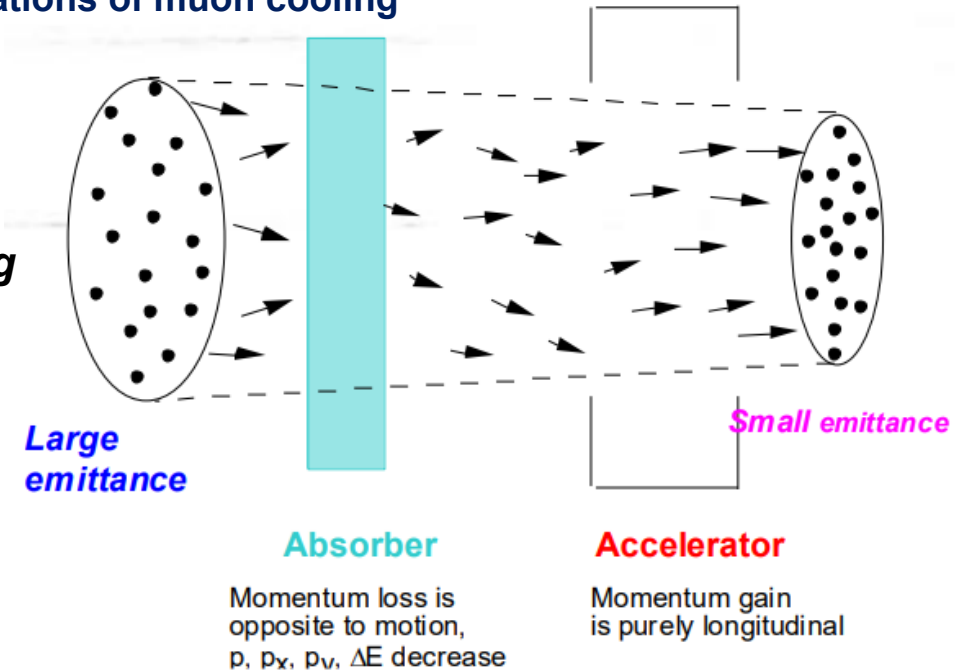 ations of muon cooling
g
Large
emittance
Small emittance
Absorber
Accelerator
Momentum loss is
opposite to motion,
p, px, py, ΔE decrease
Momentum gain
is purely longitudinal